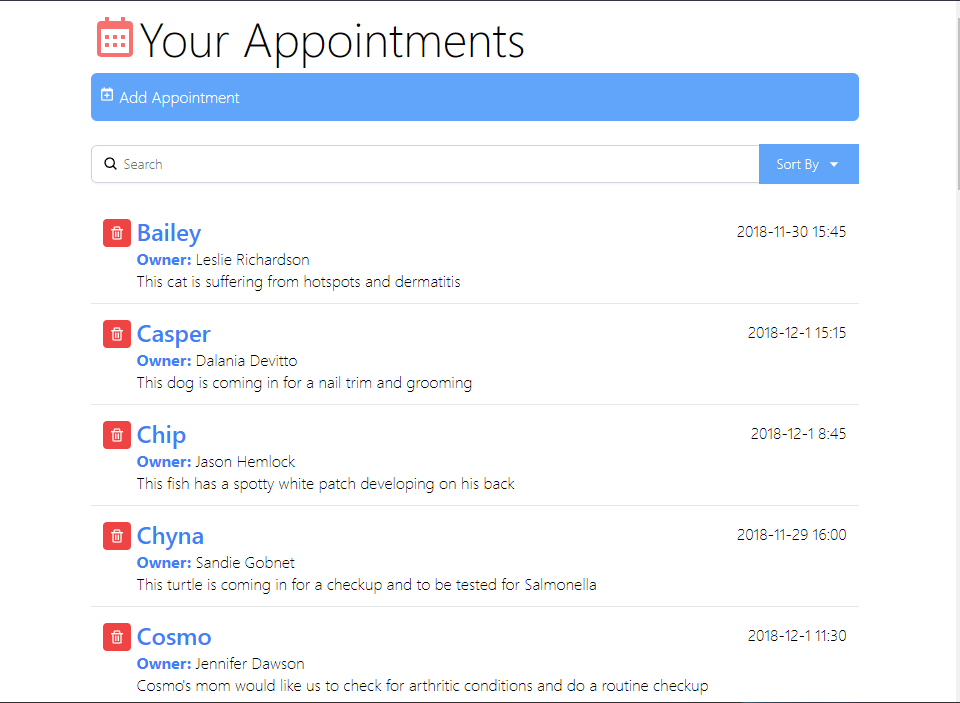 Your Appointments
Add Appointment
Search
Sort By
Bailey 2018-11-30 15:45
Owner: Leslie Richardson
This cat is suffering from hotspots and dermatitis
Casper 2018-12-1 15:15
Owner: Dalania Devitto
This dog is coming in for a nail trim and grooming
Chip 2018-12-1 8:45
Owner: Jason Hemlock
This fish has a spotty white patch developing on his back
Chyna 2018-11-29 16:00
Owner: Sandie Gobnet
This turtle is coming in for a checkup and to be tested for Salmonella
Cosmo 2018-12-1 11:30
Owner: Jennifer Dawson
Cosmo's mom would like us to check for arthritic conditions and do a routine checkup